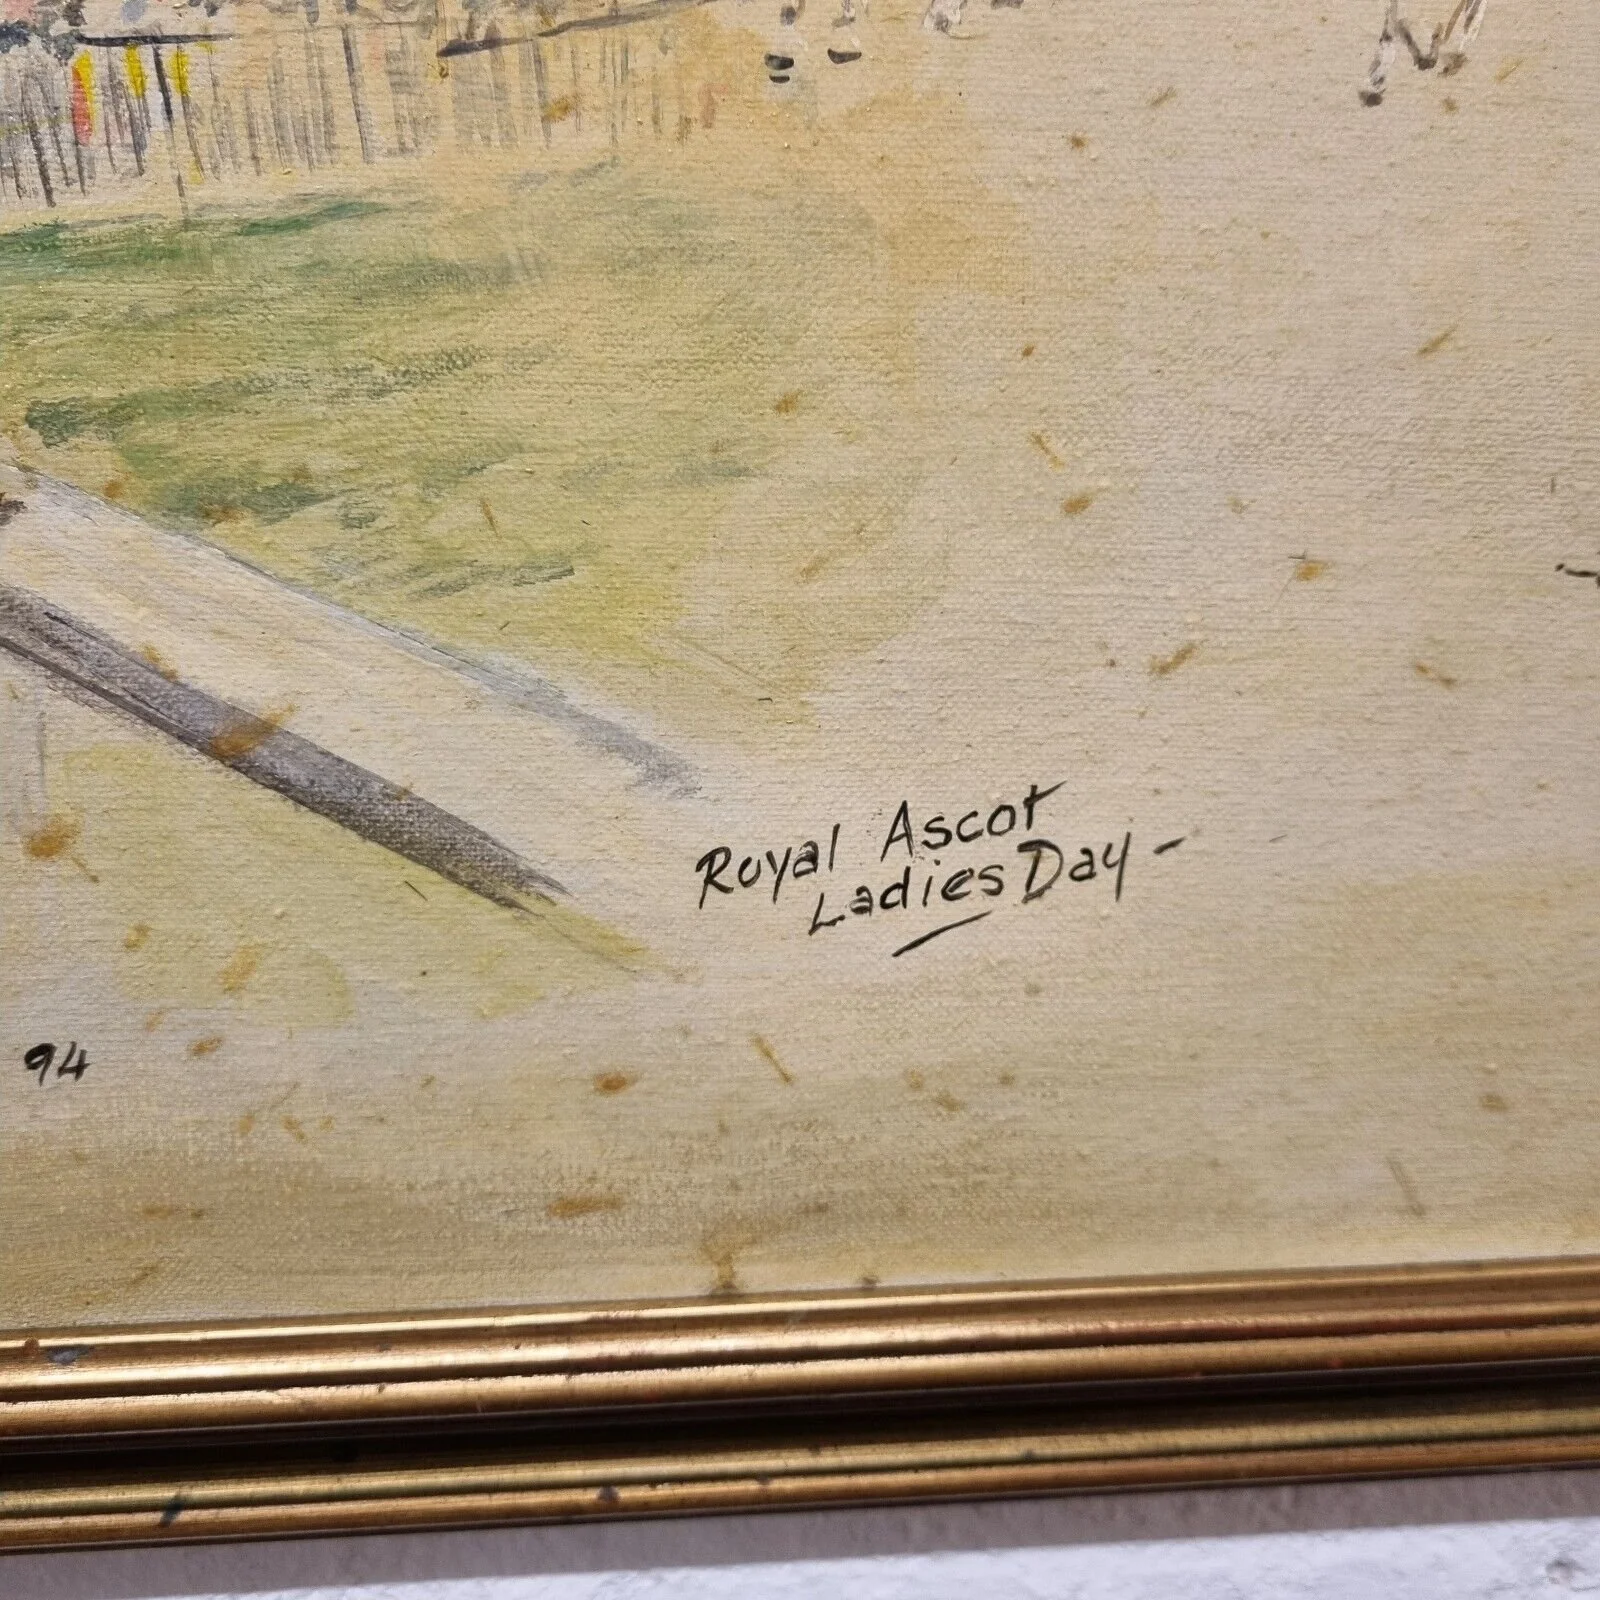 Royal Ascot
Ladies Day -
94